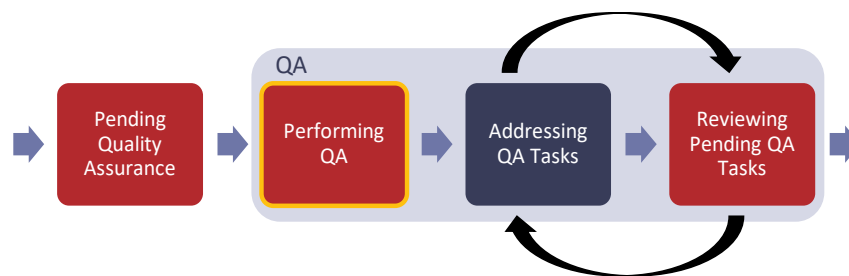 QA
Pending
Quality
Assurance
Performing
QA
Addressing
QA Tasks
Reviewing
Pending QA
Tasks